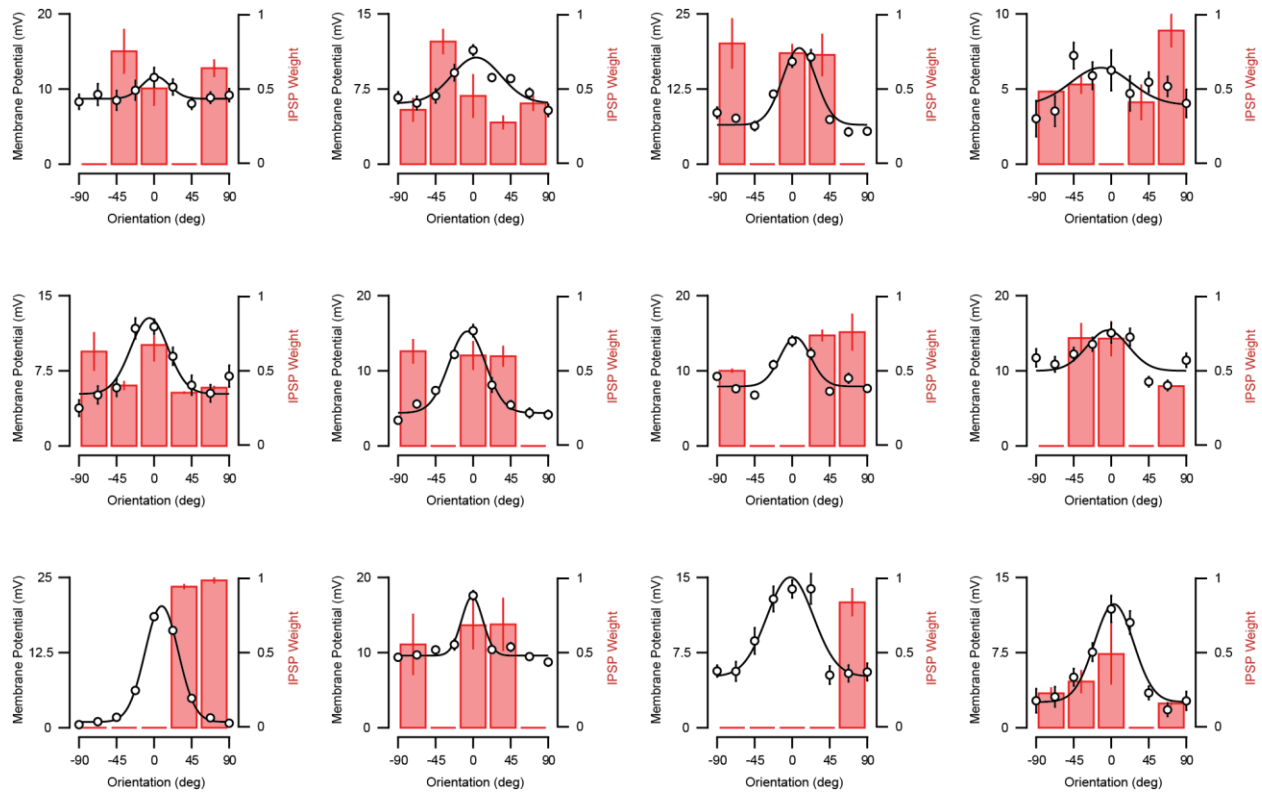 20 1 15 1 25 1 10 1
Membrane Potential (mV) 10 0.5 IPSP Weight Membrane Potential (mV) 7.5 0.5 IPSP Weight Membrane Potential (mV) 12.5 0.5 IPSP Weight Membrane Potential (mV) 5 0.5 IPSP Weight
0 0 0 0 0 0 0 0
-90 -45 0 45 90 -90 -45 0 45 90 -90 -45 0 45 90 -90 -45 0 45 90
Orientation (deg) Orientation (deg) Orientation (deg) Orientation (deg)
15 1 20 1 20 1 20 1
Membrane Potential (mV) 7.5 0.5 IPSP Weight Membrane Potential (mV) 10 0.5 IPSP Weight Membrane Potential (mV) 10 0.5 IPSP Weight Membrane Potential (mV) 10 0.5 IPSP Weight
0 0 0 0 0 0 0 0
-90 -45 0 45 90 -90 -45 0 45 90 -90 -45 0 45 90 -90 -45 0 45 90
Orientation (deg) Orientation (deg) Orientation (deg) Orientation (deg)
25 1 20 1 15 1 15 1
Membrane Potential (mV) 12.5 0.5 IPSP Weight Membrane Potential (mV) 10 0.5 IPSP Weight Membrane Potential (mV) 7.5 0.5 IPSP Weight Membrane Potential (mV) 7.5 0.5 IPSP Weight
0 0 0 0 0 0 0 0
-90 -45 0 45 90 -90 -45 0 45 90 -90 -45 0 45 90 -90 -45 0 45 90
Orientation (deg) Orientation (deg) Orientation (deg) Orientation (deg)